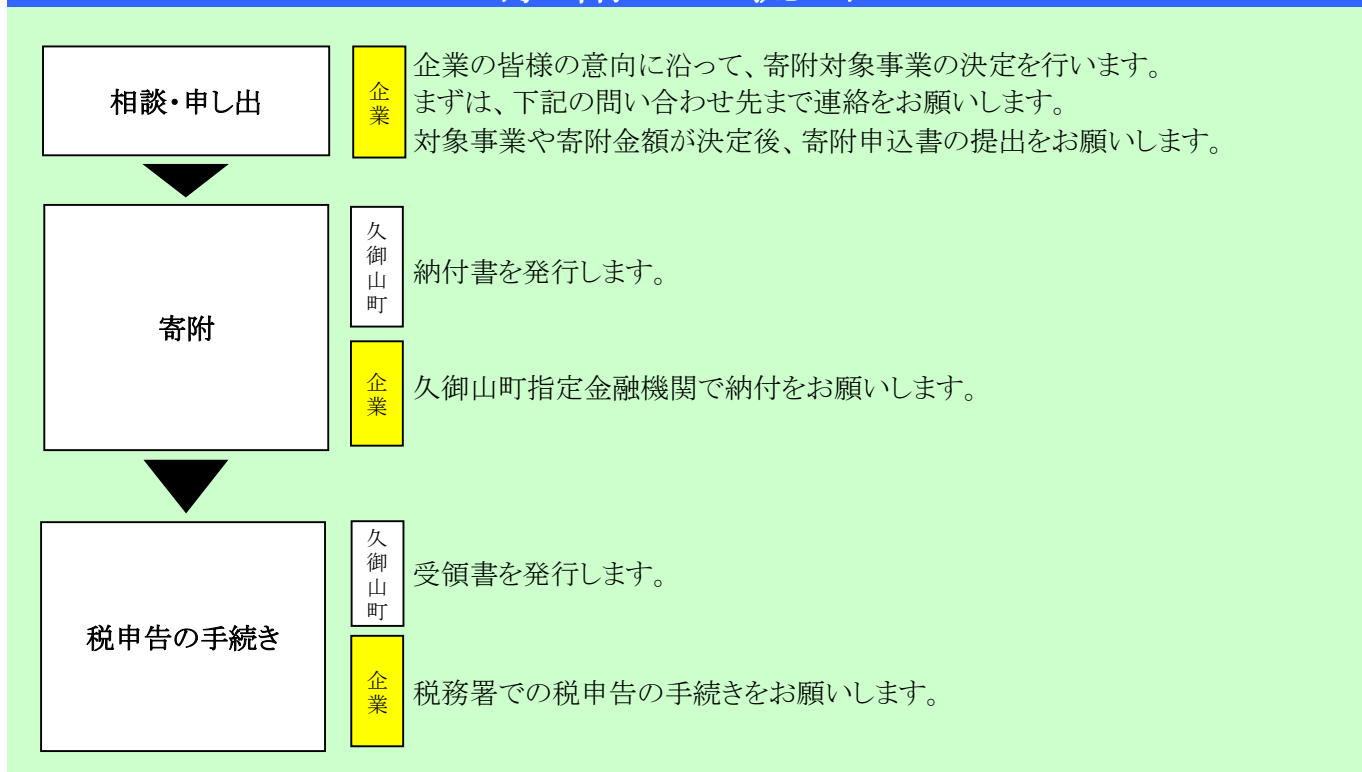 相談・申し出
企業
企業の皆様の意向に沿って、寄附対象事業の決定を行います。
まずは、下記の問い合わせ先まで連絡をお願いします。
対象事業や寄附金額が決定後、寄附申込書の提出をお願いします。
寄附
久御山町
納付書を発行します。
企業
久御山町指定金融機関で納付をお願いします。
税申告の手続き
久御山町
受領書を発行します。
企業
税務署での税申告の手続きをお願いします。